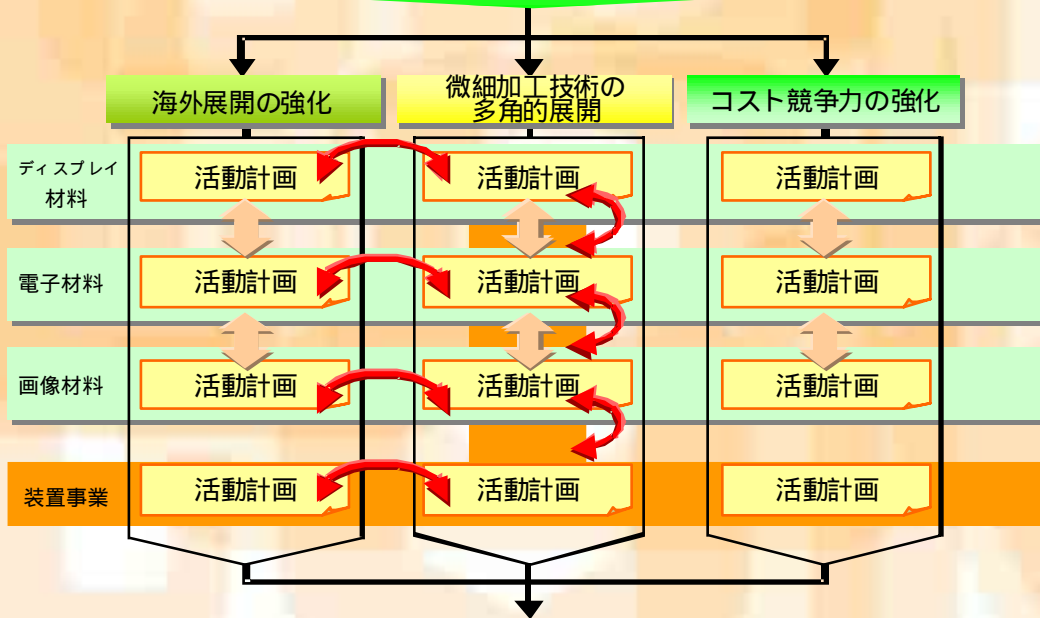 海外展開の強化
微細加工技術の
多角的展開
コスト競争力の強化
ディスプレイ
材料
活動計画
活動計画
活動計画
電子材料
活動計画
活動計画
活動計画
画像材料
活動計画
活動計画
活動計画
装置事業
活動計画
活動計画
活動計画